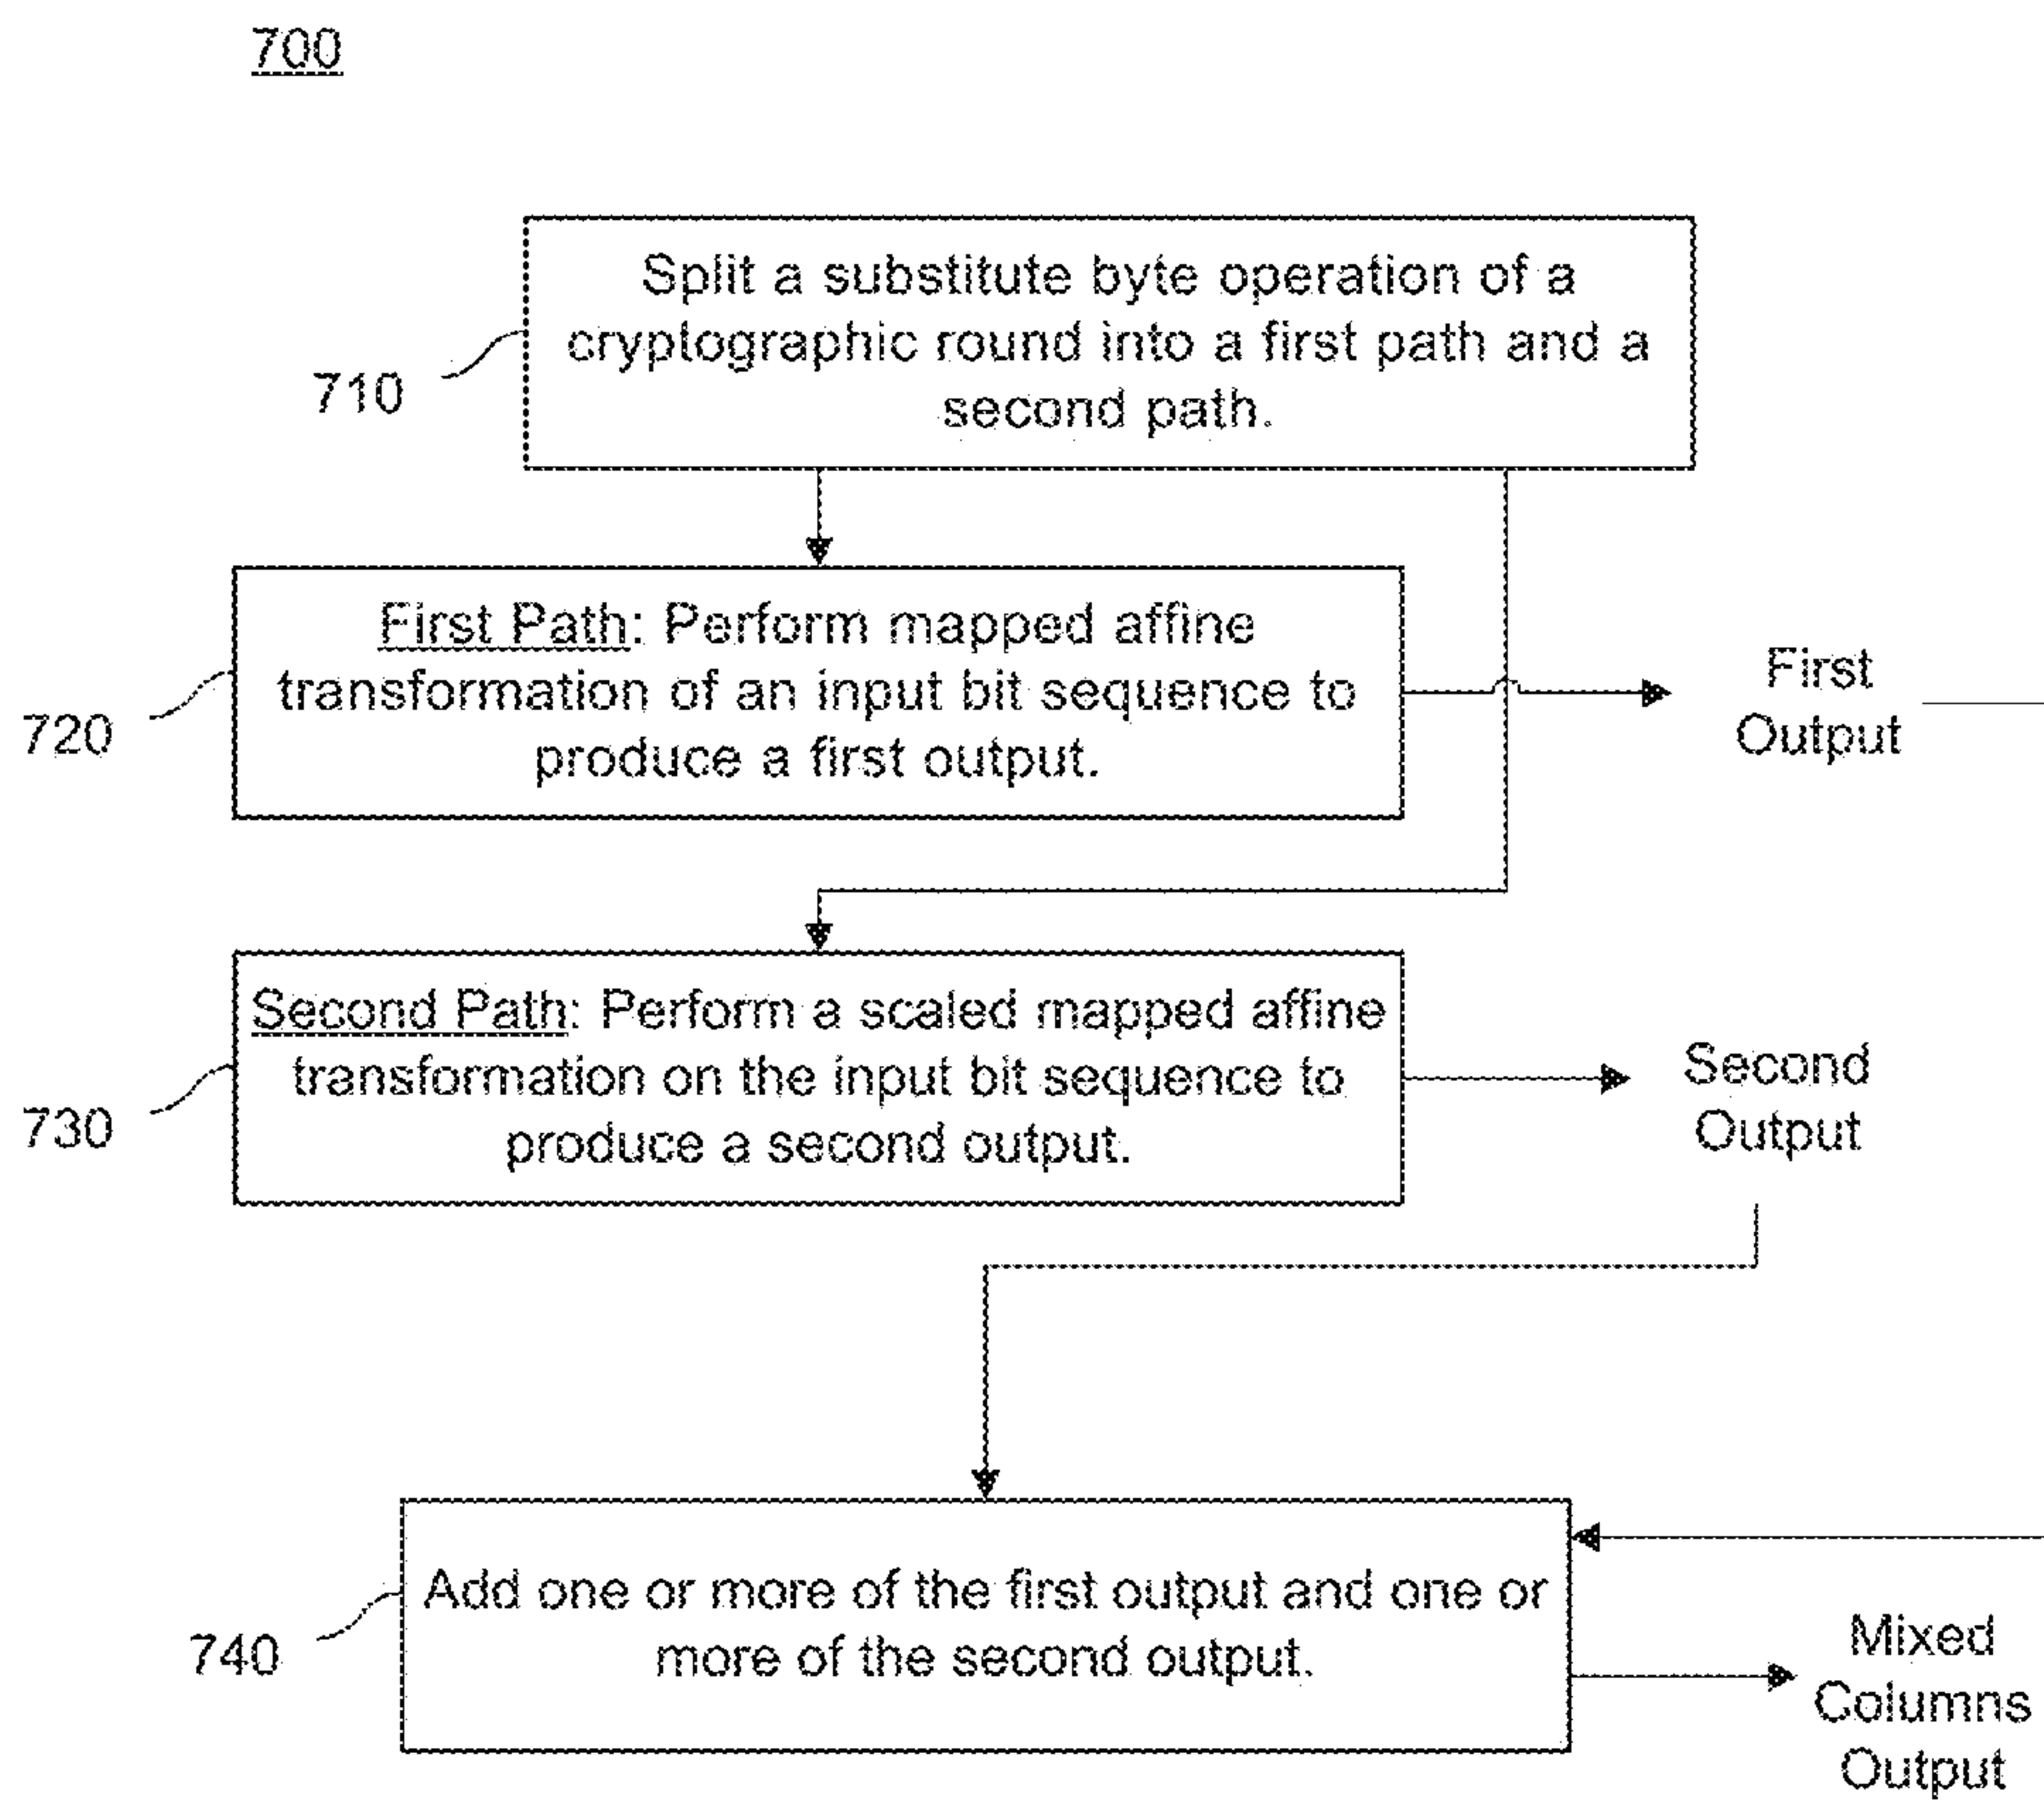 700
Split a substitute byte operation of a
cryptographic round into a first path and a
second path.
710
First Path: Perform mapped affine
transformation of an input bit sequence to
produce a first output.
720
First
Output
Second Path: Perform a scaled mapped affine
transformation on the input bit sequence to
produce a second output.
730
Second
Output
Add one or more of the first output and one or
more of the second output.
740
Mixed
Columns
Output